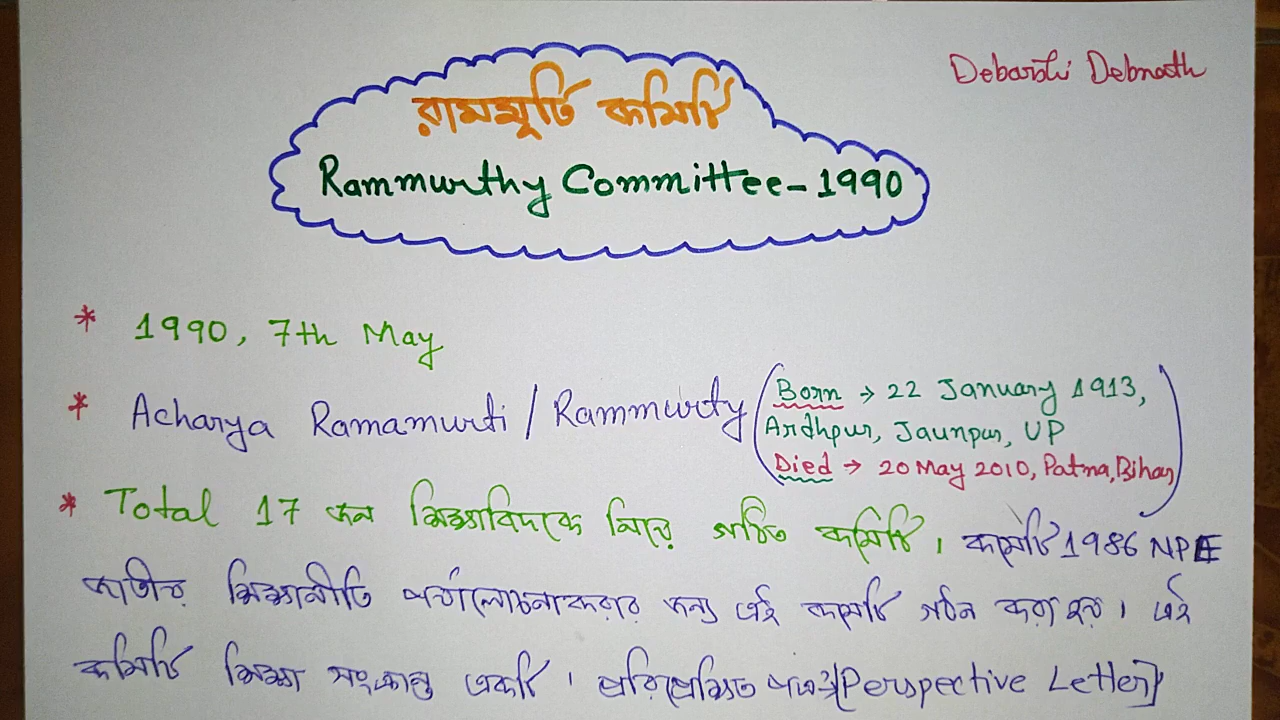 Debarshi Debnath
রামমূর্তি কমিটি
Rammurthy Committee-1990
* 1990, 7th May
* Acharya Ramamurti / Rammurty (Born → 22 January 1913,
Ardhpur, Jaunpur, UP
Died → 20 May 2010, Patna, Bihar)
* Total 17 জন শিক্ষাবিদকে নিয়ে গঠিত কমিটি। কমিটি 1986 NPE
জাতীয় শিক্ষানীতি পর্যালোচনা করার জন্য এই কমিটি গঠন করা হয়। এই
কমিটি শিক্ষা সংক্রান্ত একটি। পরিপ্রেক্ষিত পত্র (Perspective Letter)